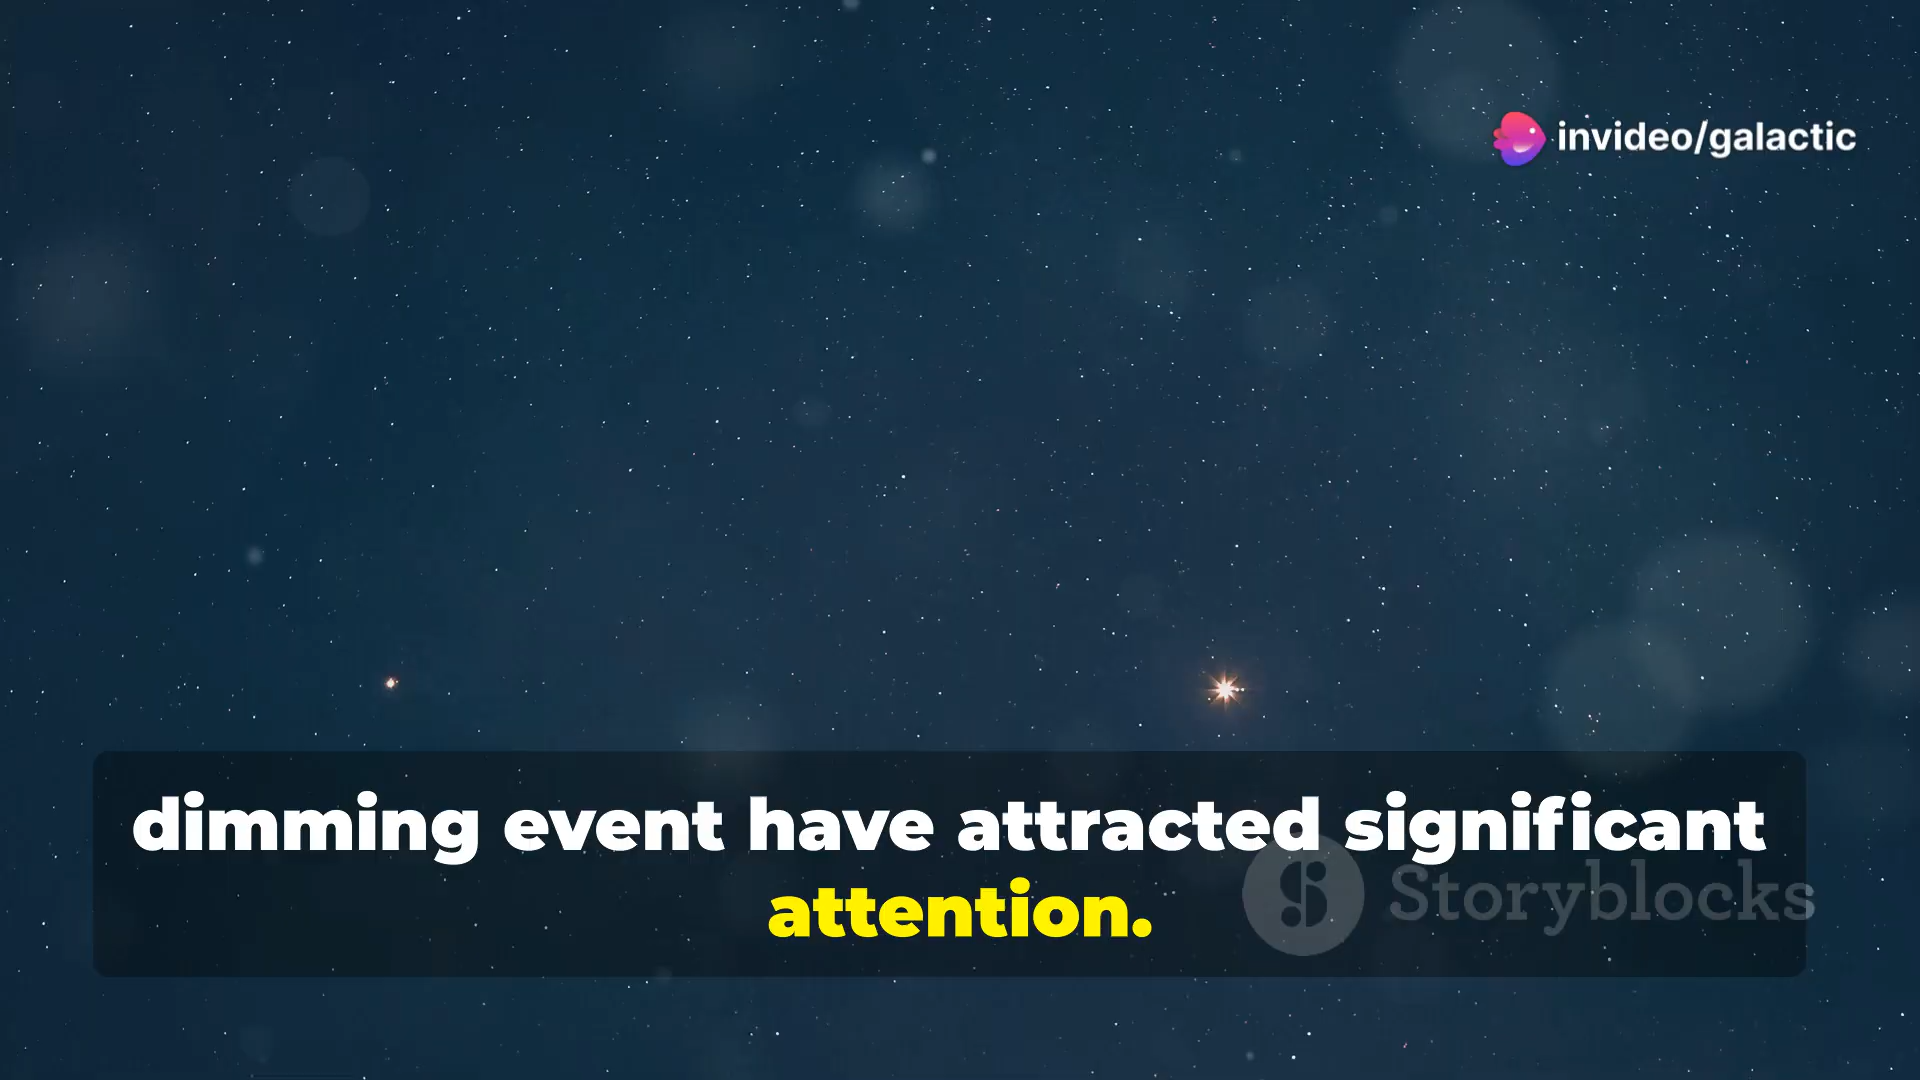 invideo/galactic
dimming event have attracted significant
attention.
Storyblocks